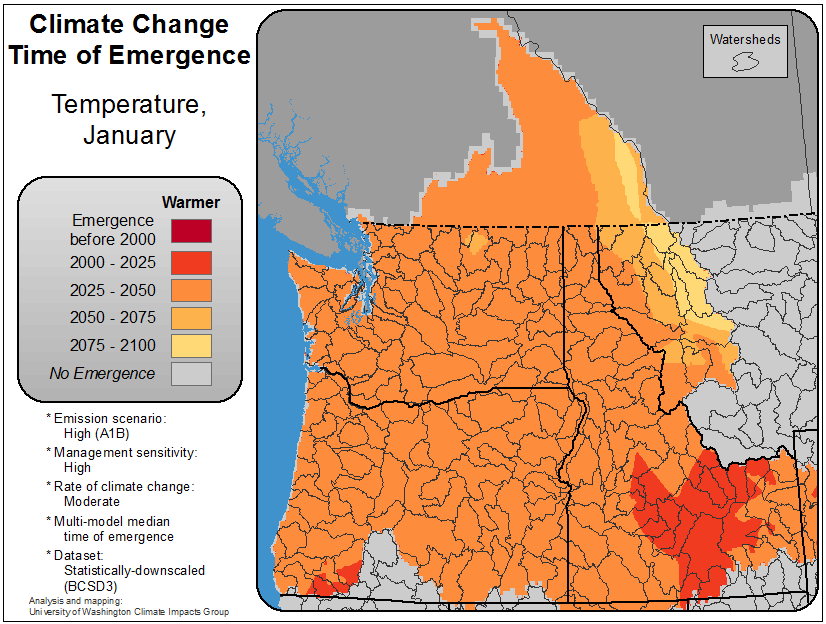 Climate Change
Time of Emergence
Temperature,
January
Warmer
Emergence
before 2000
2000 - 2025
2025 - 2050
2050 - 2075
2075 - 2100
No Emergence
* Emission scenario:
High (A1B)
* Management sensitivity:
High
* Rate of climate change:
Moderate
* Multi-model median
time of emergence
* Dataset:
Statistically-downscaled
(BCSD3)
Analysis and mapping:
University of Washington Climate Impacts Group
Watersheds